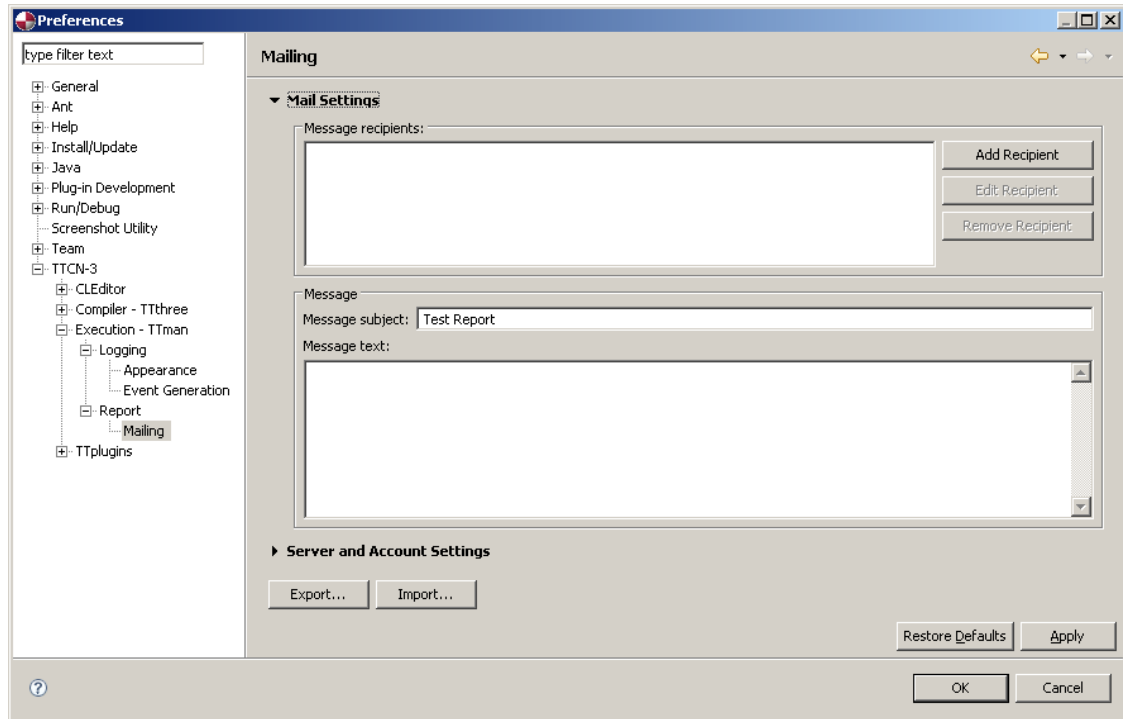 Preferences
type filter text
General
Ant
Help
Install/Update
Java
Plug-in Development
Run/Debug
Screenshot Utility
Team
TTCN-3
CLEditor
Compiler - TTthree
Execution - TTman
Logging
Appearance
Event Generation
Report
Mailing
TTplugins
Mailing
Mail Settings
Message recipients:
Add Recipient
Edit Recipient
Remove Recipient
Message
Message subject: Test Report
Message text:
Server and Account Settings
Export... Import...
Restore Defaults Apply
OK Cancel